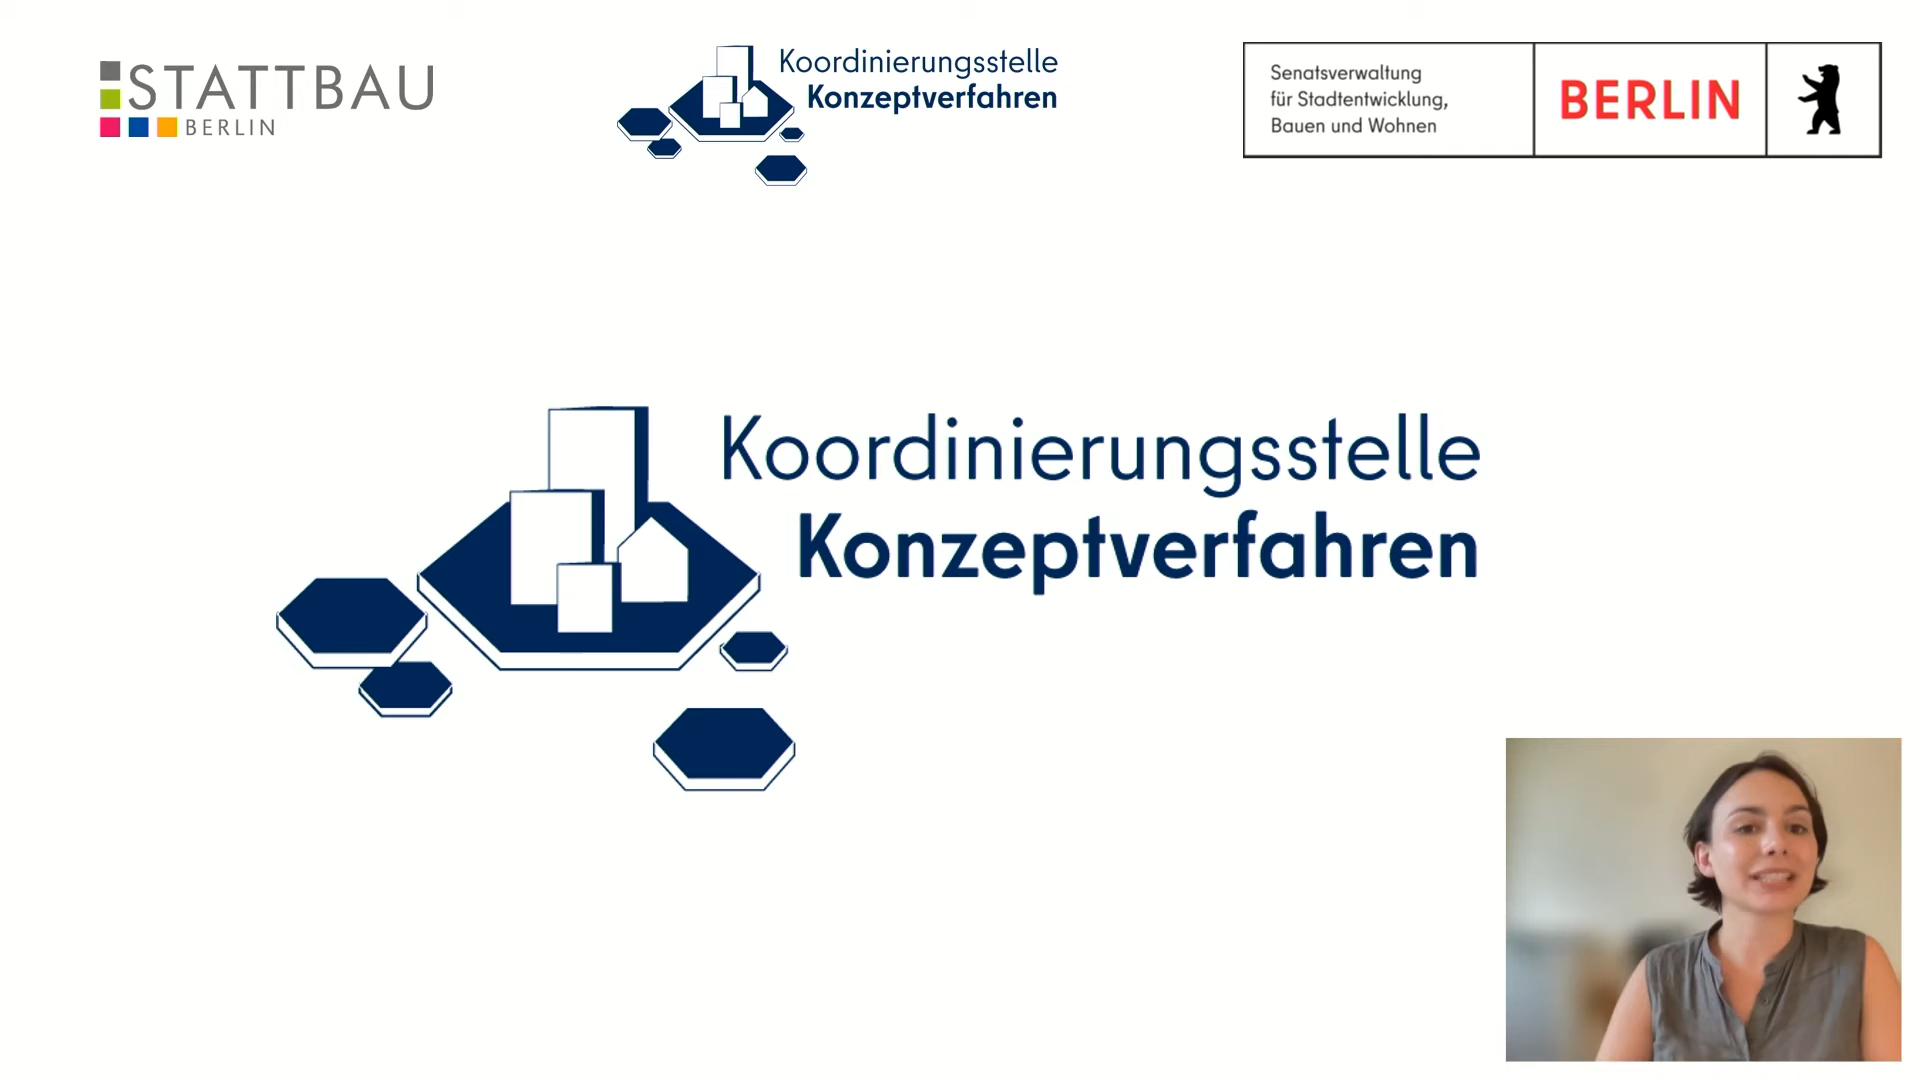 STATTBAU
BERLIN
Koordinierungsstelle
Konzeptverfahren
Senatsverwaltung
für Stadtentwicklung,
Bauen und Wohnen
BERLIN
Koordinierungsstelle
Konzeptverfahren